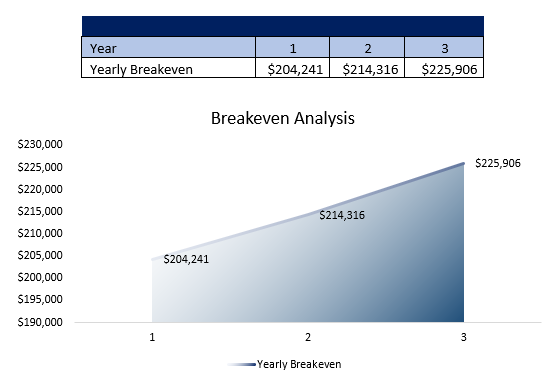 Year 1 2 3
Yearly Breakeven $204,241 $214,316 $225,906
Breakeven Analysis
$230,000
$225,000
$220,000
$215,000
$210,000
$205,000
$200,000
$195,000
$190,000
$204,241
$214,316
$225,906
1 2 3
Yearly Breakeven